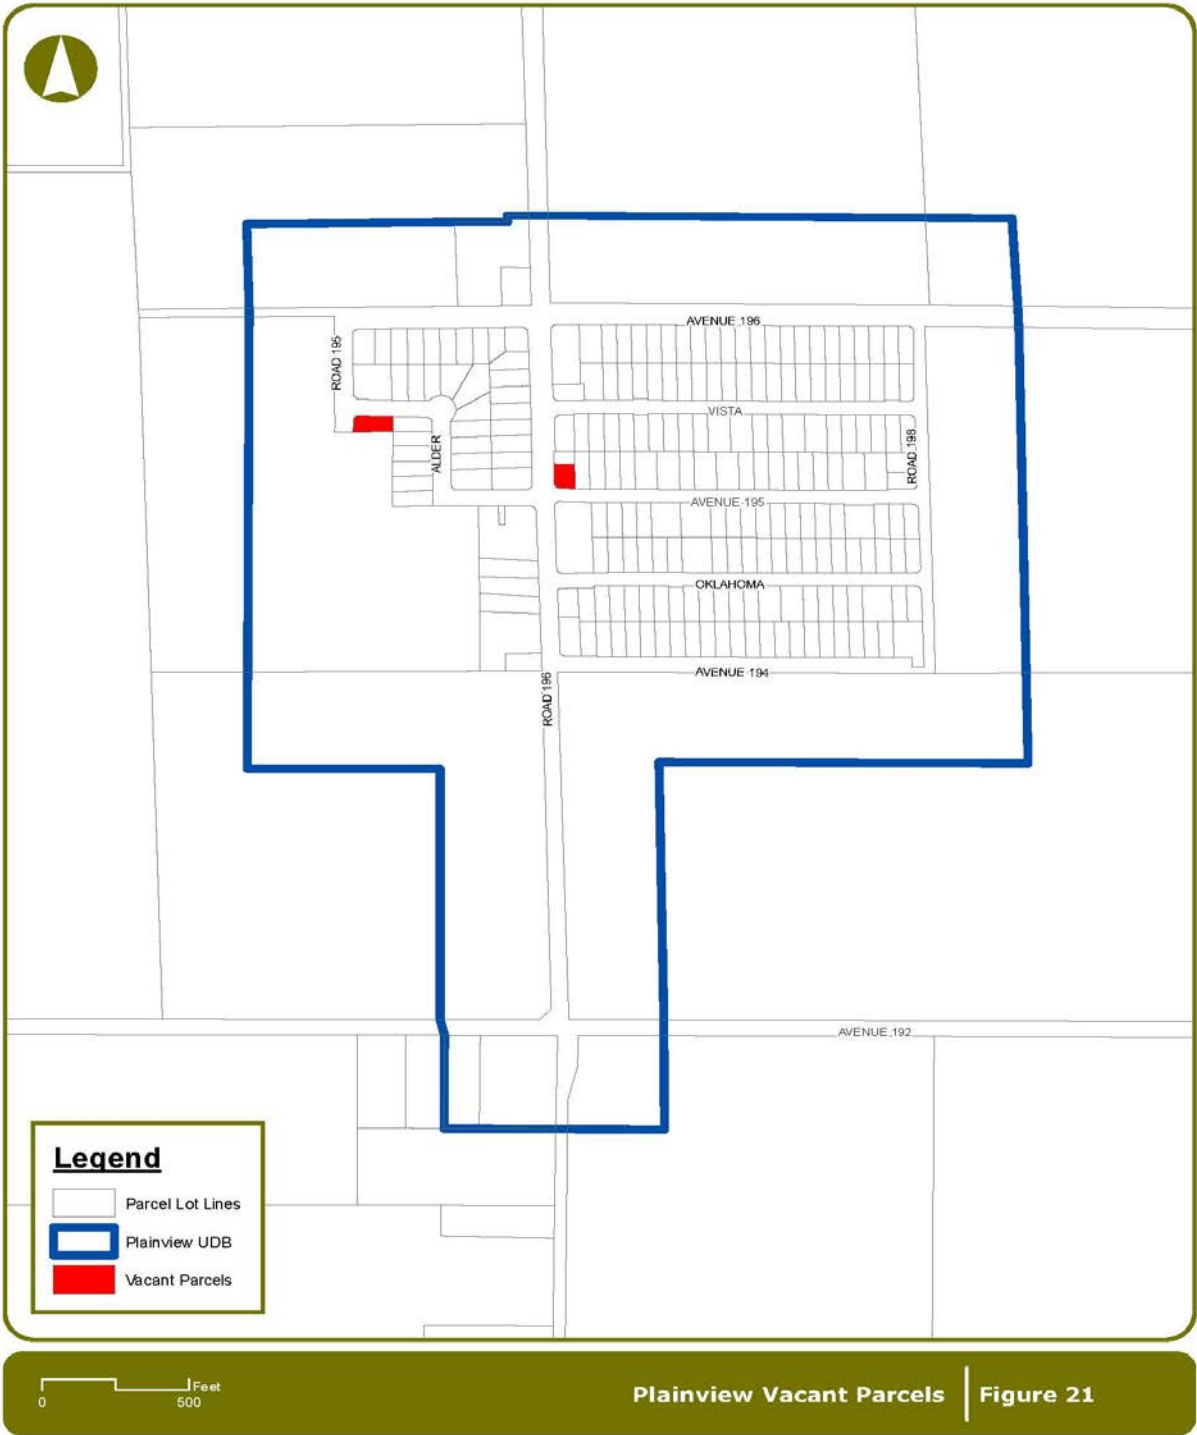 AVENUE 196
ROAD 195
VISTA
ALDER
ROAD 198
AVENUE 195
OKLAHOMA
AVENUE 194
ROAD 196
AVENUE 192
Legend
Parcel Lot Lines
Plainview UDB
Vacant Parcels
Feet
0 500
Plainview Vacant Parcels Figure 21